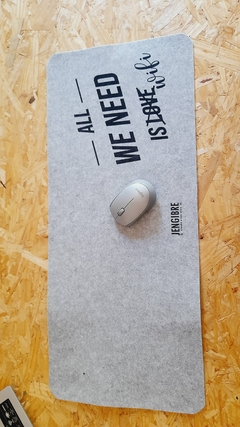 ALL
WE NEED
IS LOVE wifi
JENGIBRE